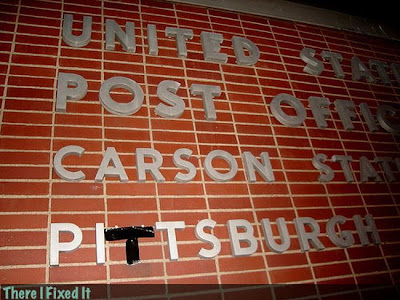 UNITED STAT
POST OFFIC
CARSON STAT
PITTSBURGH
There I Fixed It